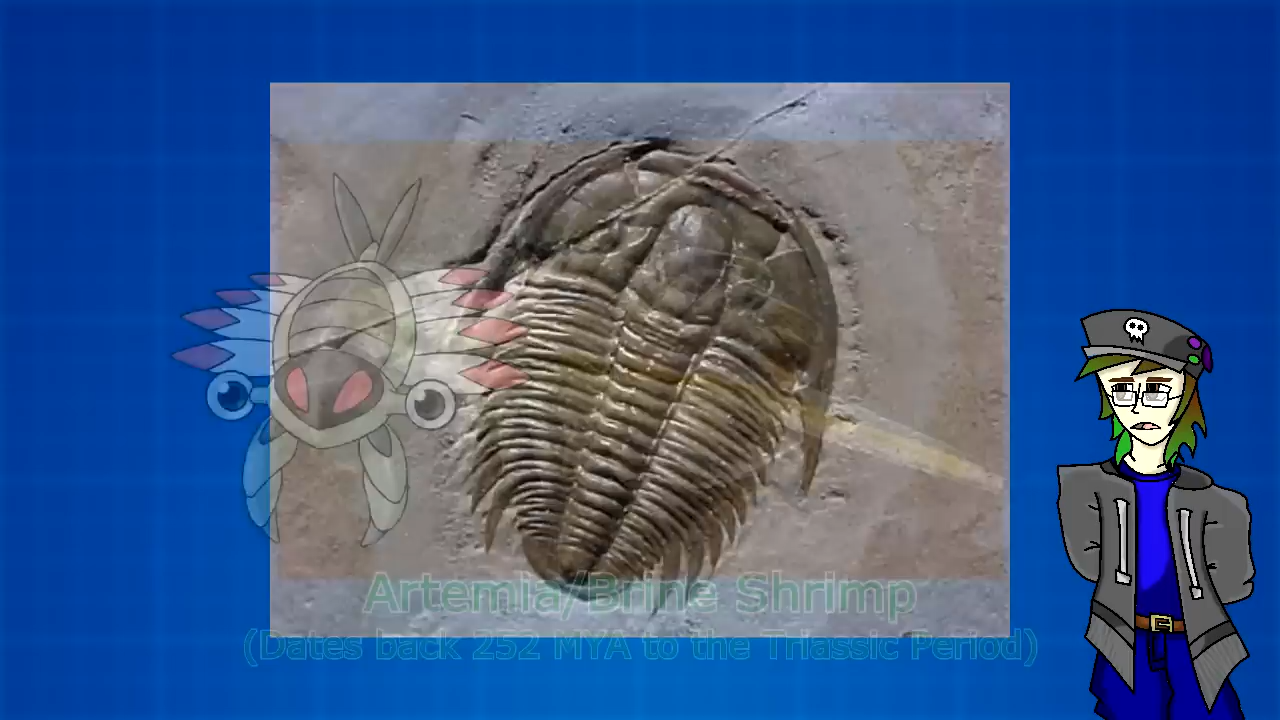 Artemia/Brine Shrimp
(Dates back 252 MYA to the Triassic Period)